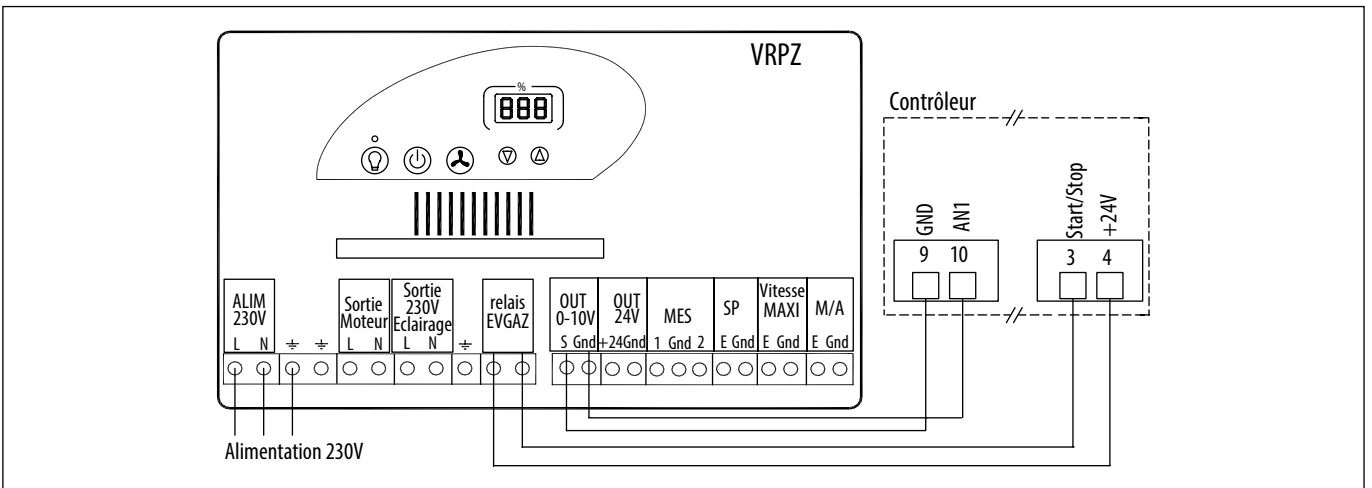 VRPZ
%
888
Contrôleur
GND
AN1
Start/Stop
+24V
9
10
3
4
ALIM
230V
L N
Sortie
Moteur
L N
Sortie
230V
Eclairage
L N
relais
EVGAZ
OUT
0-10V
S Gnd
OUT
24V
+24Gnd
MES
1 Gnd 2
SP
E Gnd
Vitesse
MAXI
E Gnd
M/A
E Gnd
Alimentation 230V